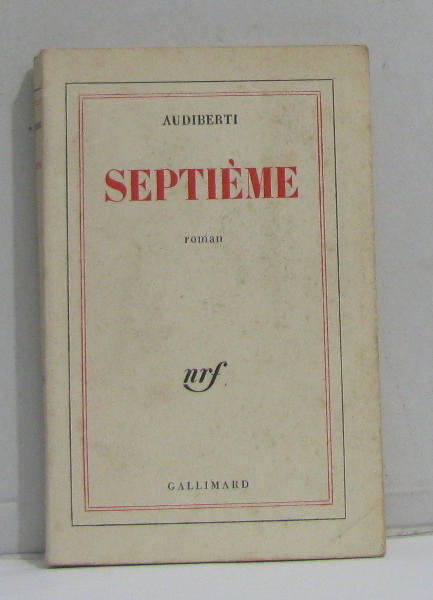 AUDIBERTI
SEPTIÈME
roman
nrf
GALLIMARD